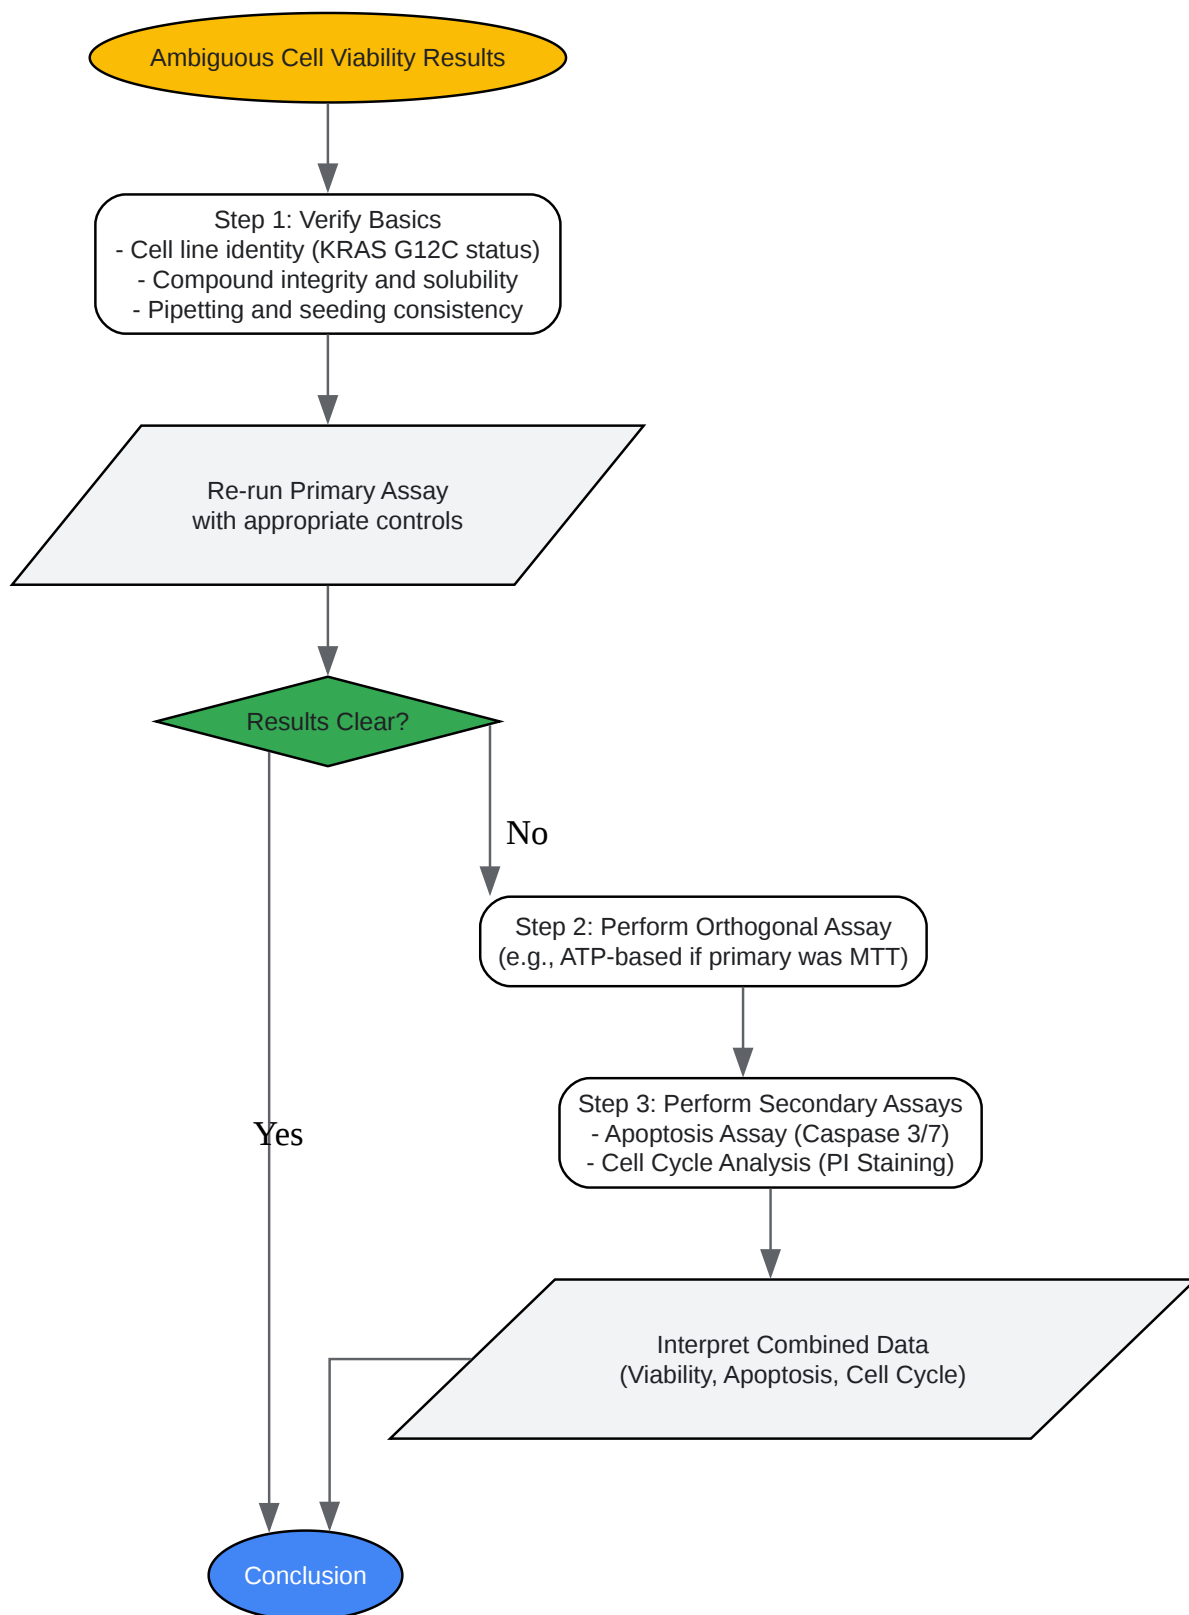 Ambiguous Cell Viability Results
Step 1: Verify Basics
- Cell line identity (KRAS G12C status)
- Compound integrity and solubility
- Pipetting and seeding consistency
Re-run Primary Assay
with appropriate controls
Results Clear?
No
Step 2: Perform Orthogonal Assay
(e.g., ATP-based if primary was MTT)
Step 3: Perform Secondary Assays
- Apoptosis Assay (Caspase 3/7)
- Cell Cycle Analysis (PI Staining)
Yes
Interpret Combined Data
(Viability, Apoptosis, Cell Cycle)
Conclusion